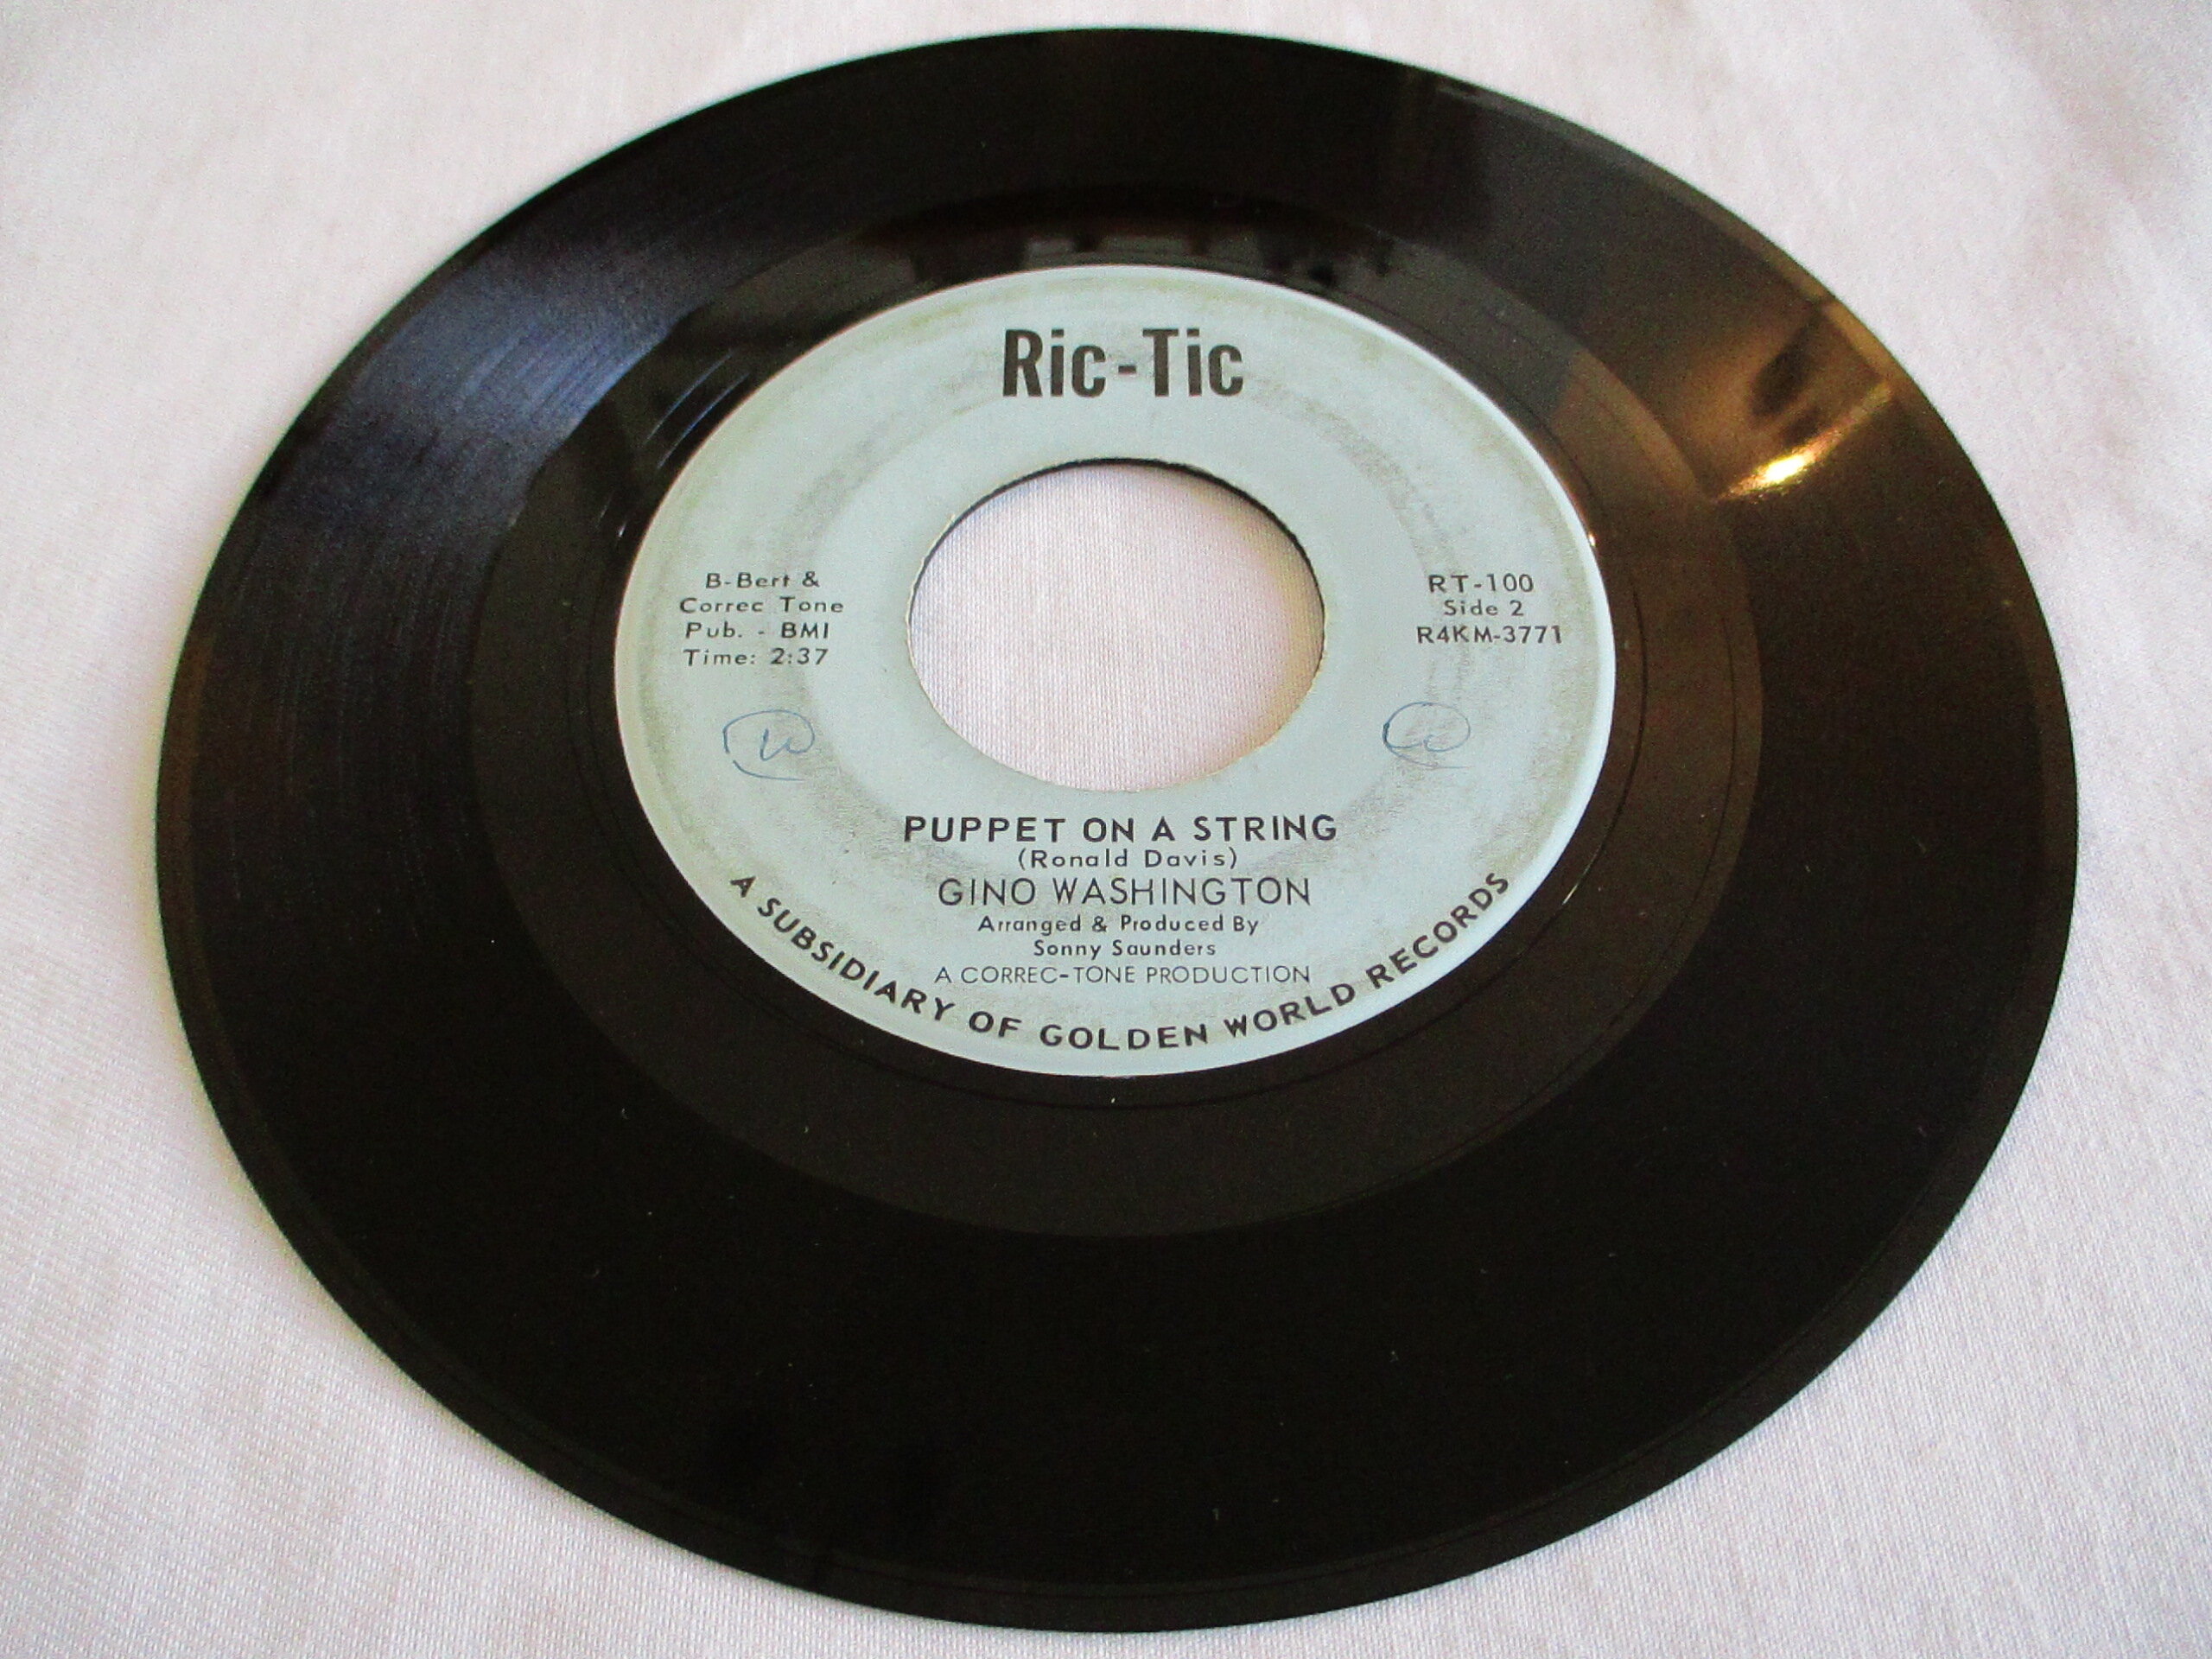 Ric-Tic
B-Bert &
Correc Tone
Pub. - BMI
Time: 2:37
RT-100
Side 2
R4KM-3771
PUPPET ON A STRING
(Ronald Davis)
GINO WASHINGTON
Arranged & Produced By
Sonny Saunders
A CORREC-TONE PRODUCTION
A SUBSIDIARY OF GOLDEN WORLD RECORDS